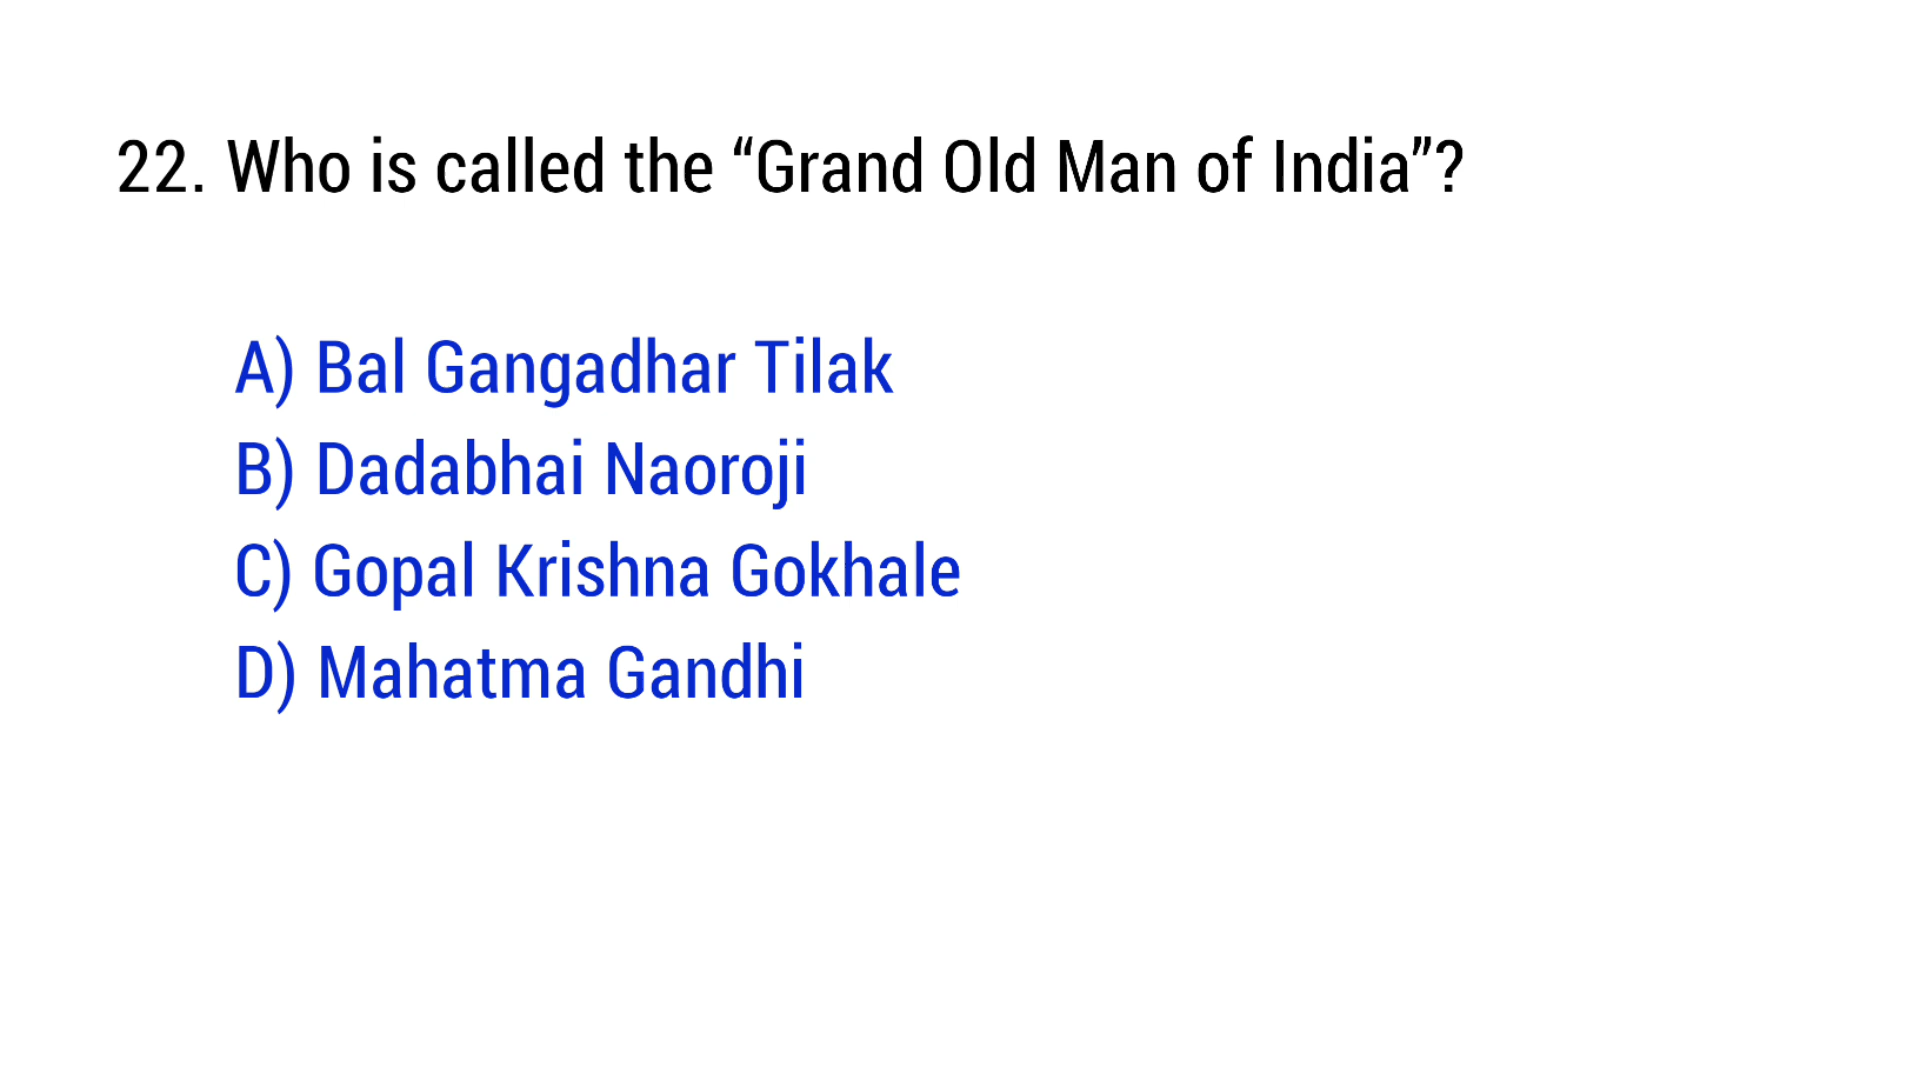 22. Who is called the “Grand Old Man of India”?
A) Bal Gangadhar Tilak
B) Dadabhai Naoroji
C) Gopal Krishna Gokhale
D) Mahatma Gandhi